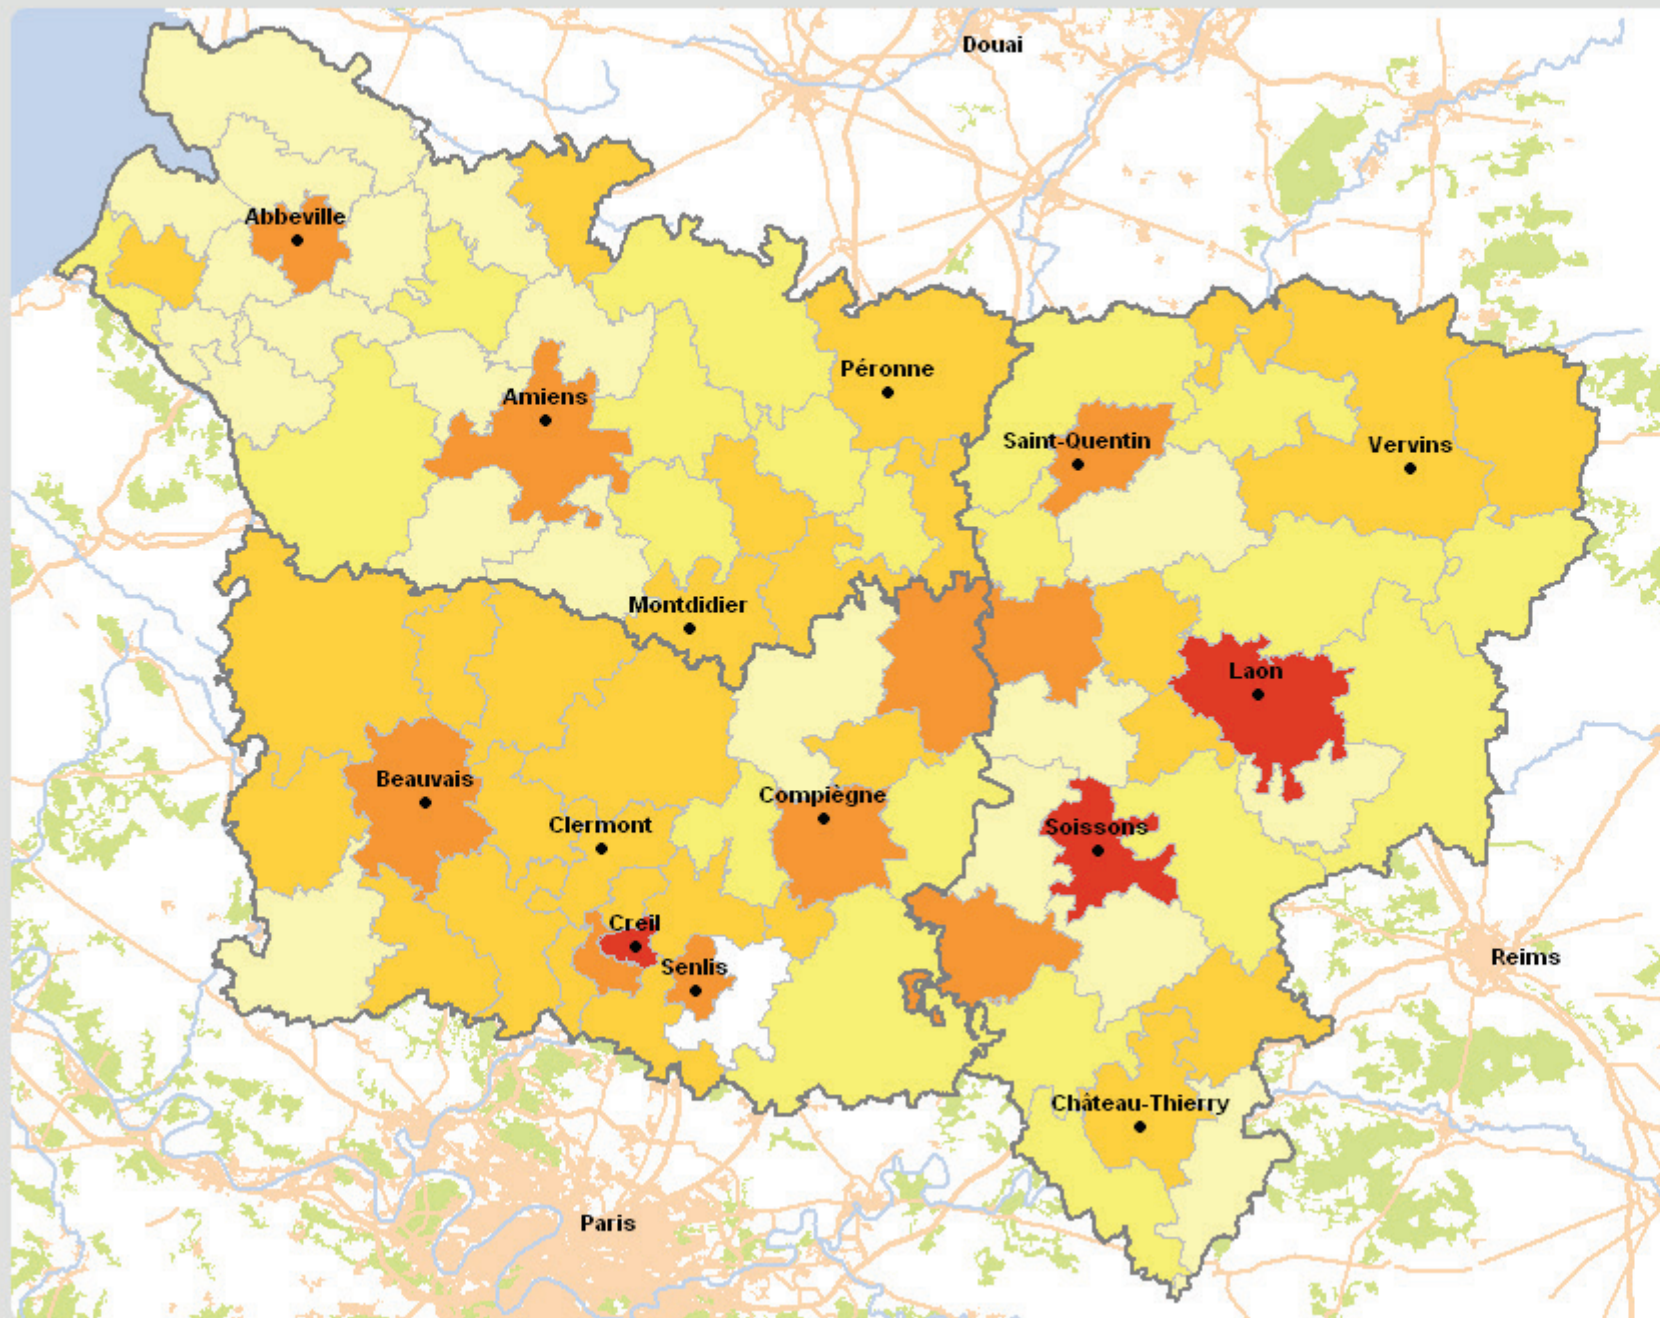 Douai
Abbeville
Péronne
Amiens
Saint-Quentin
Vervins
Montdidier
Laon
Beauvais
Compiègne
Clermont
Soissons
Creil
Senlis
Reims
Château-Thierry
Paris